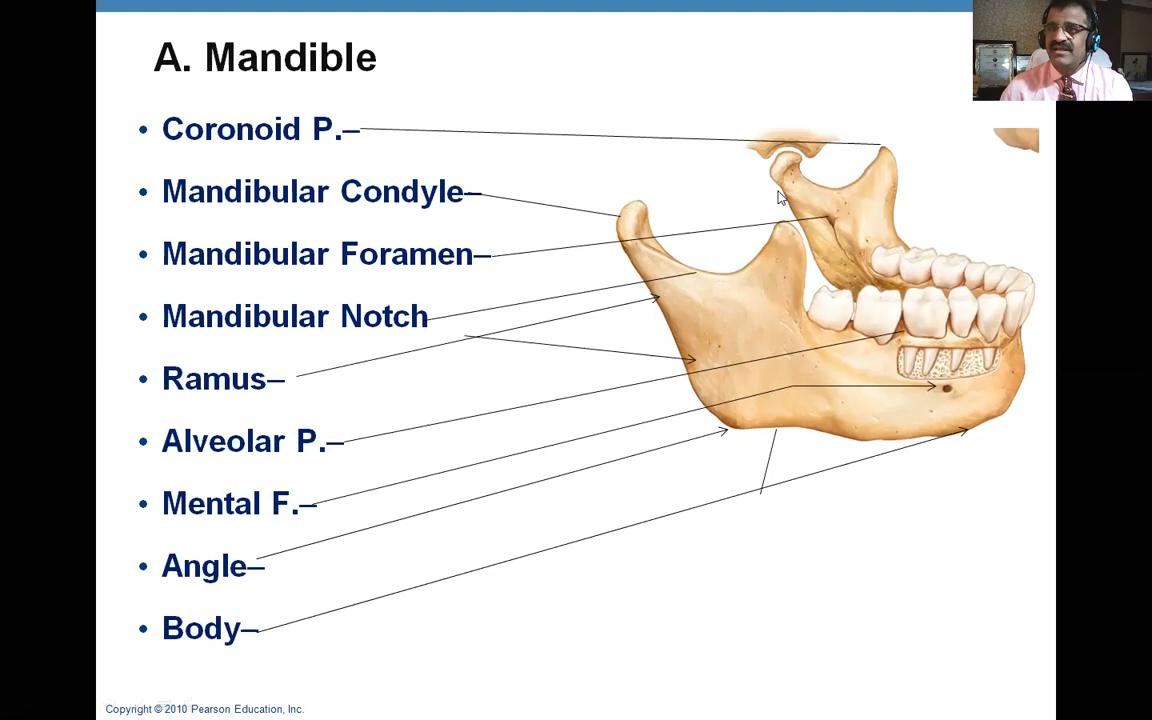 A. Mandible
• Coronoid P.–
• Mandibular Condyle–
• Mandibular Foramen–
• Mandibular Notch
• Ramus–
• Alveolar P.–
• Mental F.–
• Angle–
• Body–
Copyright © 2010 Pearson Education, Inc.